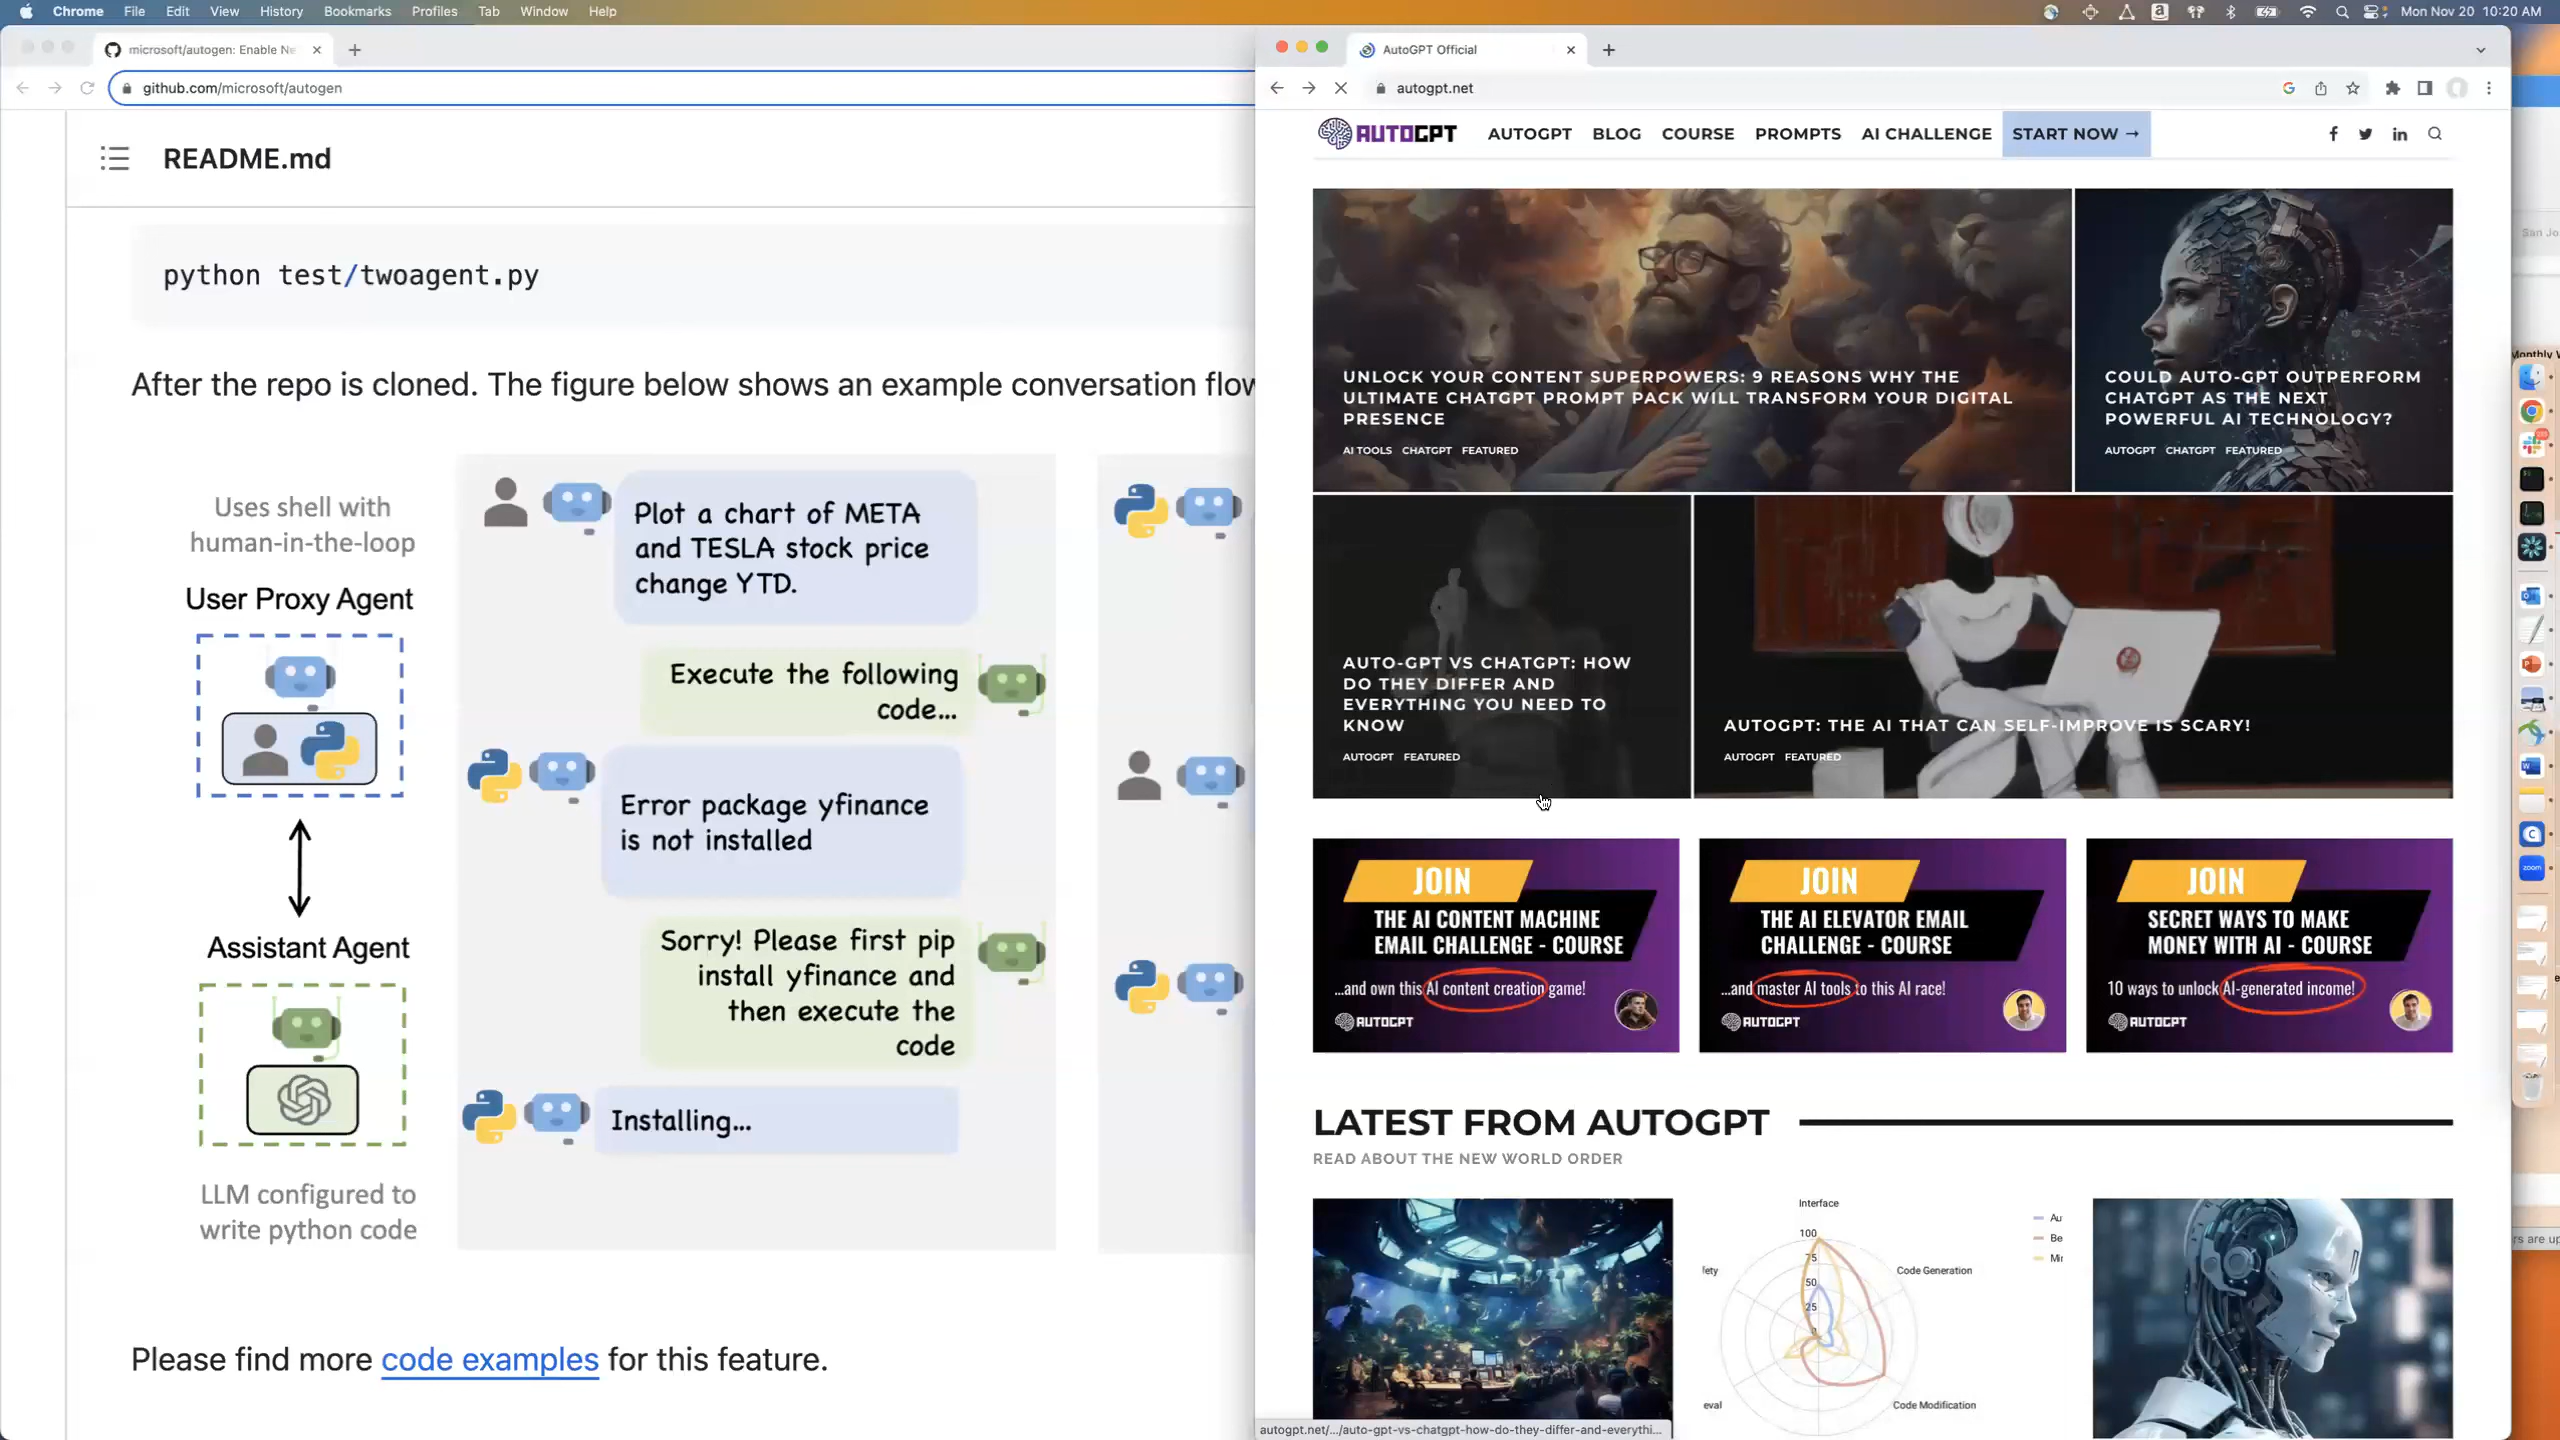 Chrome File Edit View History Bookmarks Profiles Tab Window Help
Mon Nov 20 10:20 AM
microsoft/autogen: Enable Ne
github.com/microsoft/autogen
README.md
python test/twoagent.py
After the repo is cloned. The figure below shows an example conversation flow
Uses shell with
human-in-the-loop
User Proxy Agent
Assistant Agent
LLM configured to
write python code
Plot a chart of META
and TESLA stock price
change YTD.
Execute the following
code...
Error package yfinance
is not installed
Sorry! Please first pip
install yfinance and
then execute the
code
Installing...
Please find more code examples for this feature.
AutoGPT Official
autogpt.net
AUTOGPT
AUTOGPT BLOG COURSE PROMPTS AI CHALLENGE START NOW →
UNLOCK YOUR CONTENT SUPERPOWERS: 9 REASONS WHY THE
ULTIMATE CHATGPT PROMPT PACK WILL TRANSFORM YOUR DIGITAL
PRESENCE
AI TOOLS CHATGPT FEATURED
COULD AUTO-GPT OUTPERFORM
CHATGPT AS THE NEXT
POWERFUL AI TECHNOLOGY?
AUTOGPT CHATGPT FEATURED
AUTO-GPT VS CHATGPT: HOW
DO THEY DIFFER AND
EVERYTHING YOU NEED TO
KNOW
AUTOGPT FEATURED
AUTOGPT: THE AI THAT CAN SELF-IMPROVE IS SCARY!
AUTOGPT FEATURED
JOIN
THE AI CONTENT MACHINE
EMAIL CHALLENGE - COURSE
...and own this AI content creation game!
AUTOGPT
JOIN
THE AI ELEVATOR EMAIL
CHALLENGE - COURSE
...and master AI tools to this AI race!
AUTOGPT
JOIN
SECRET WAYS TO MAKE
MONEY WITH AI - COURSE
10 ways to unlock AI-generated income!
AUTOGPT
LATEST FROM AUTOGPT
READ ABOUT THE NEW WORLD ORDER
Interface
100
75
50
25
Code Generation
Code Modification
fety
eval
Au
Be
Mir
autogpt.net/.../auto-gpt-vs-chatgpt-how-do-they-differ-and-everythi...
San Jo
Monthly
zoom
rs are up